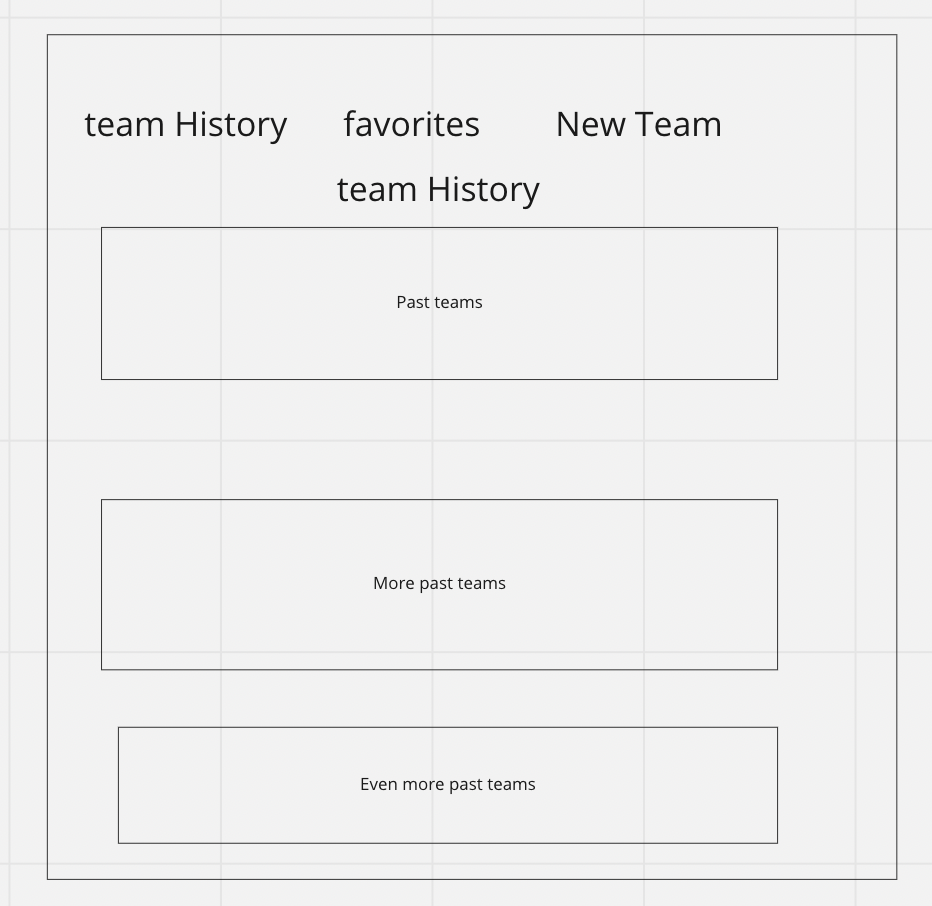 team History favorites New Team
team History
Past teams
More past teams
Even more past teams